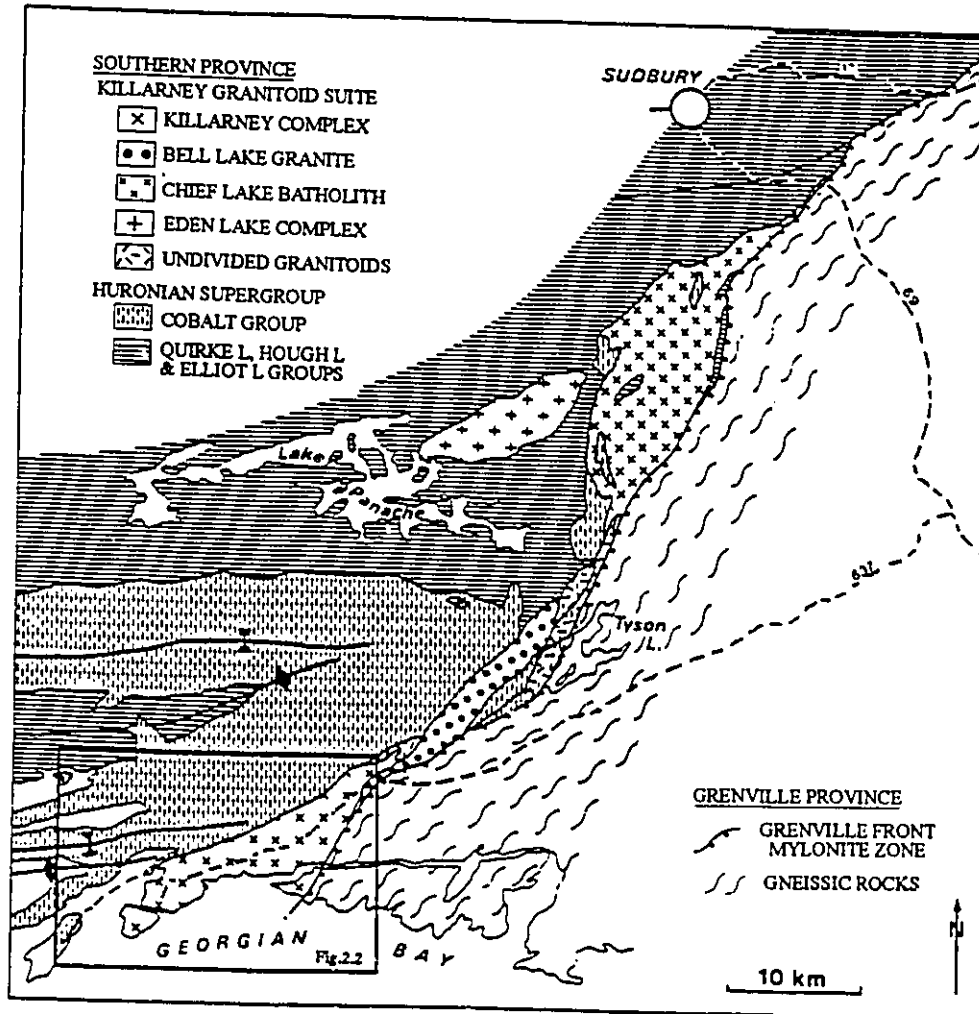 SOUTHERN PROVINCE
KILLARNEY GRANITOID SUITE
KILLARNEY COMPLEX
BELL LAKE GRANITE
CHIEF LAKE BATHOLITH
EDEN LAKE COMPLEX
UNDIVIDED GRANITOIDS
HURONIAN SUPERGROUP
COBALT GROUP
QUIRKE L, HOUGH L
& ELLIOT L GROUPS
SUDBURY
69
Lake P.
Panache
Tyson
L.
637
GRENVILLE PROVINCE
GRENVILLE FRONT
MYLONITE ZONE
GNEISSIC ROCKS
GEORGIAN BAY
Fig.2.2
N
10 km